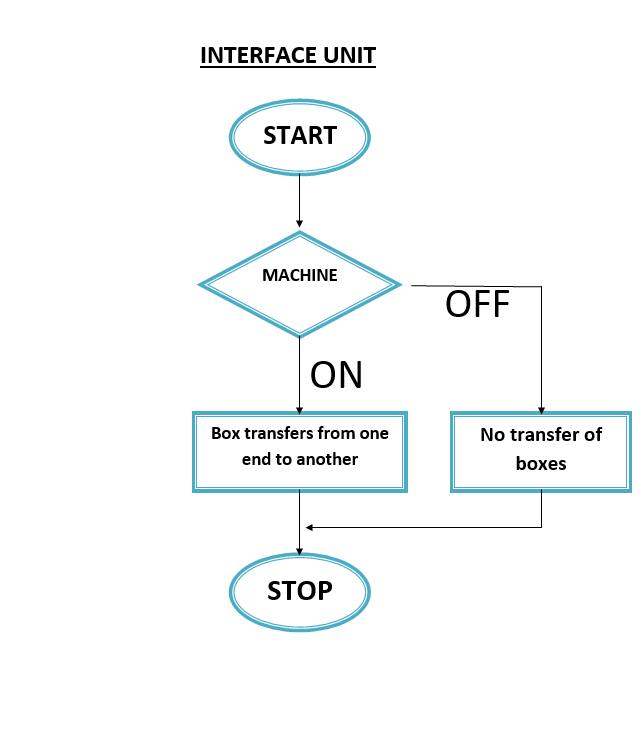 INTERFACE UNIT
START
MACHINE
OFF
ON
Box transfers from one
end to another
No transfer of
boxes
STOP